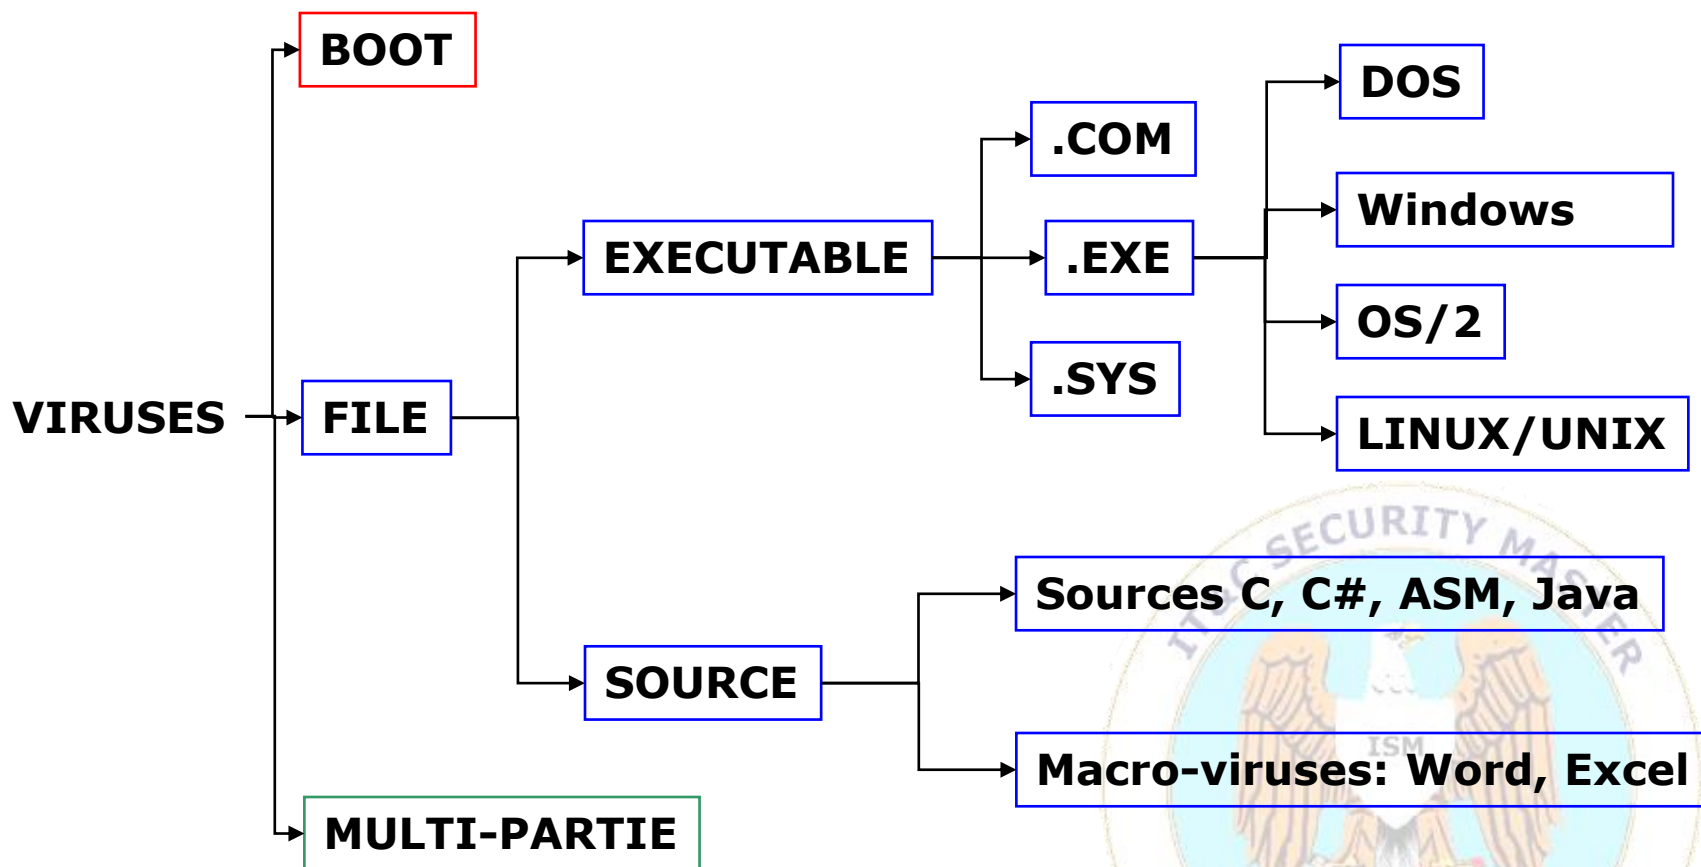 BOOT
DOS
.COM
Windows
EXECUTABLE
.EXE
OS/2
.SYS
VIRUSES
FILE
LINUX/UNIX
IT&C SECURITY MASTER
Sources C, C#, ASM, Java
SOURCE
ISM
Macro-viruses: Word, Excel
MULTI-PARTIE